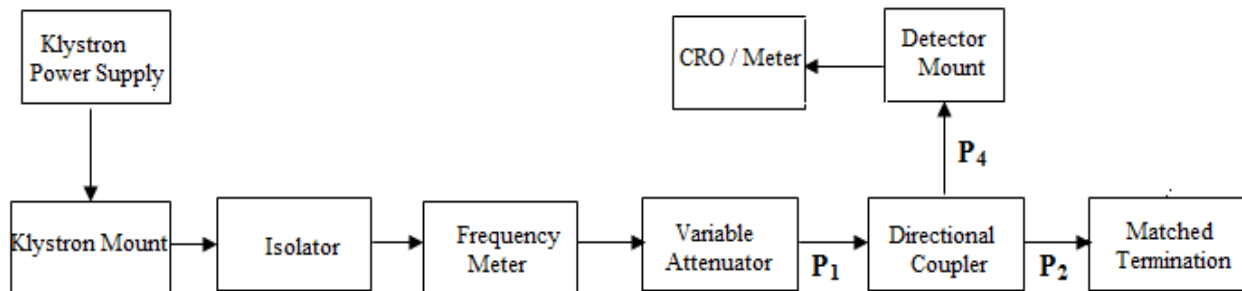 Klystron
Power Supply
CRO / Meter
Detector
Mount
P4
Klystron Mount
Isolator
Frequency
Meter
Variable
Attenuator
P1
Directional
Coupler
P2
Matched
Termination